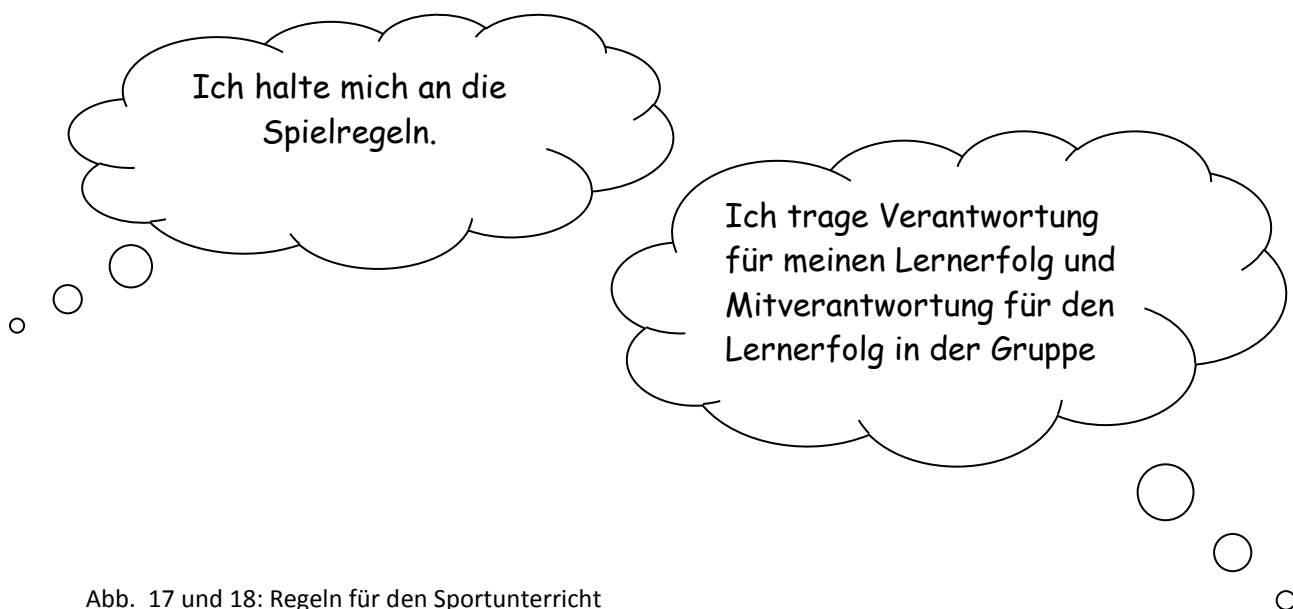 Ich halte mich an die
Spielregeln.
Ich trage Verantwortung
für meinen Lernerfolg und
Mitverantwortung für den
Lernerfolg in der Gruppe
Abb. 17 und 18: Regeln für den Sportunterricht